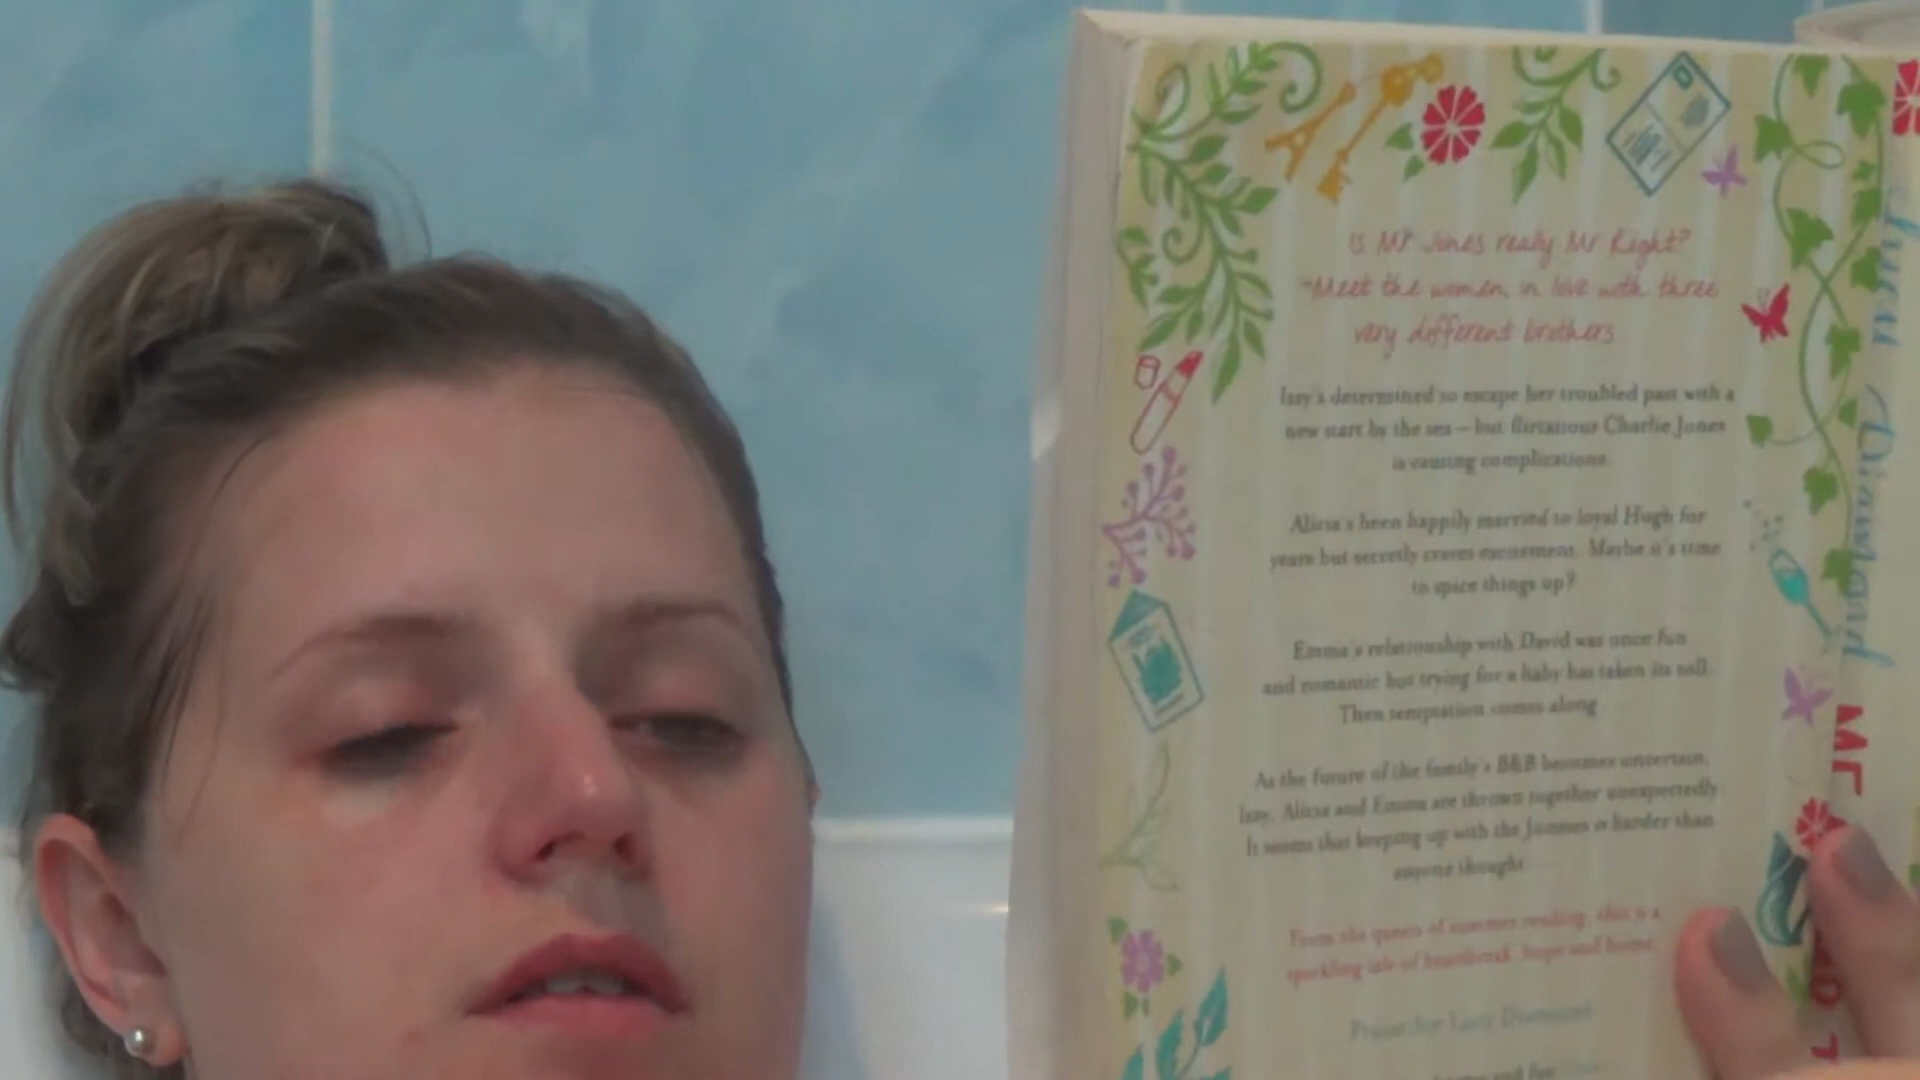 Is Mr Jones really Mr Right?
Meet the women in love with three
very different brothers
Izzy's determined to escape her troubled past with a
new start by the sea – but flirtatious Charlie Jones
is causing complications.
Alicia's been happily married to loyal Hugh for
years but secretly craves excitement. Maybe it's time
to spice things up?
Emma's relationship with David was once fun
and romantic but trying for a baby has taken its toll.
Then temptation comes along
As the future of the family's B&B becomes uncertain,
Izzy, Alicia and Emma are thrown together unexpectedly.
It seems that keeping up with the Joneses is harder than
anyone thought
From the queen of summer reading, this is a
sparkling tale of heartbreak, hope and home.
Praise for Lucy Diamond
and fun
Lucy Diamond